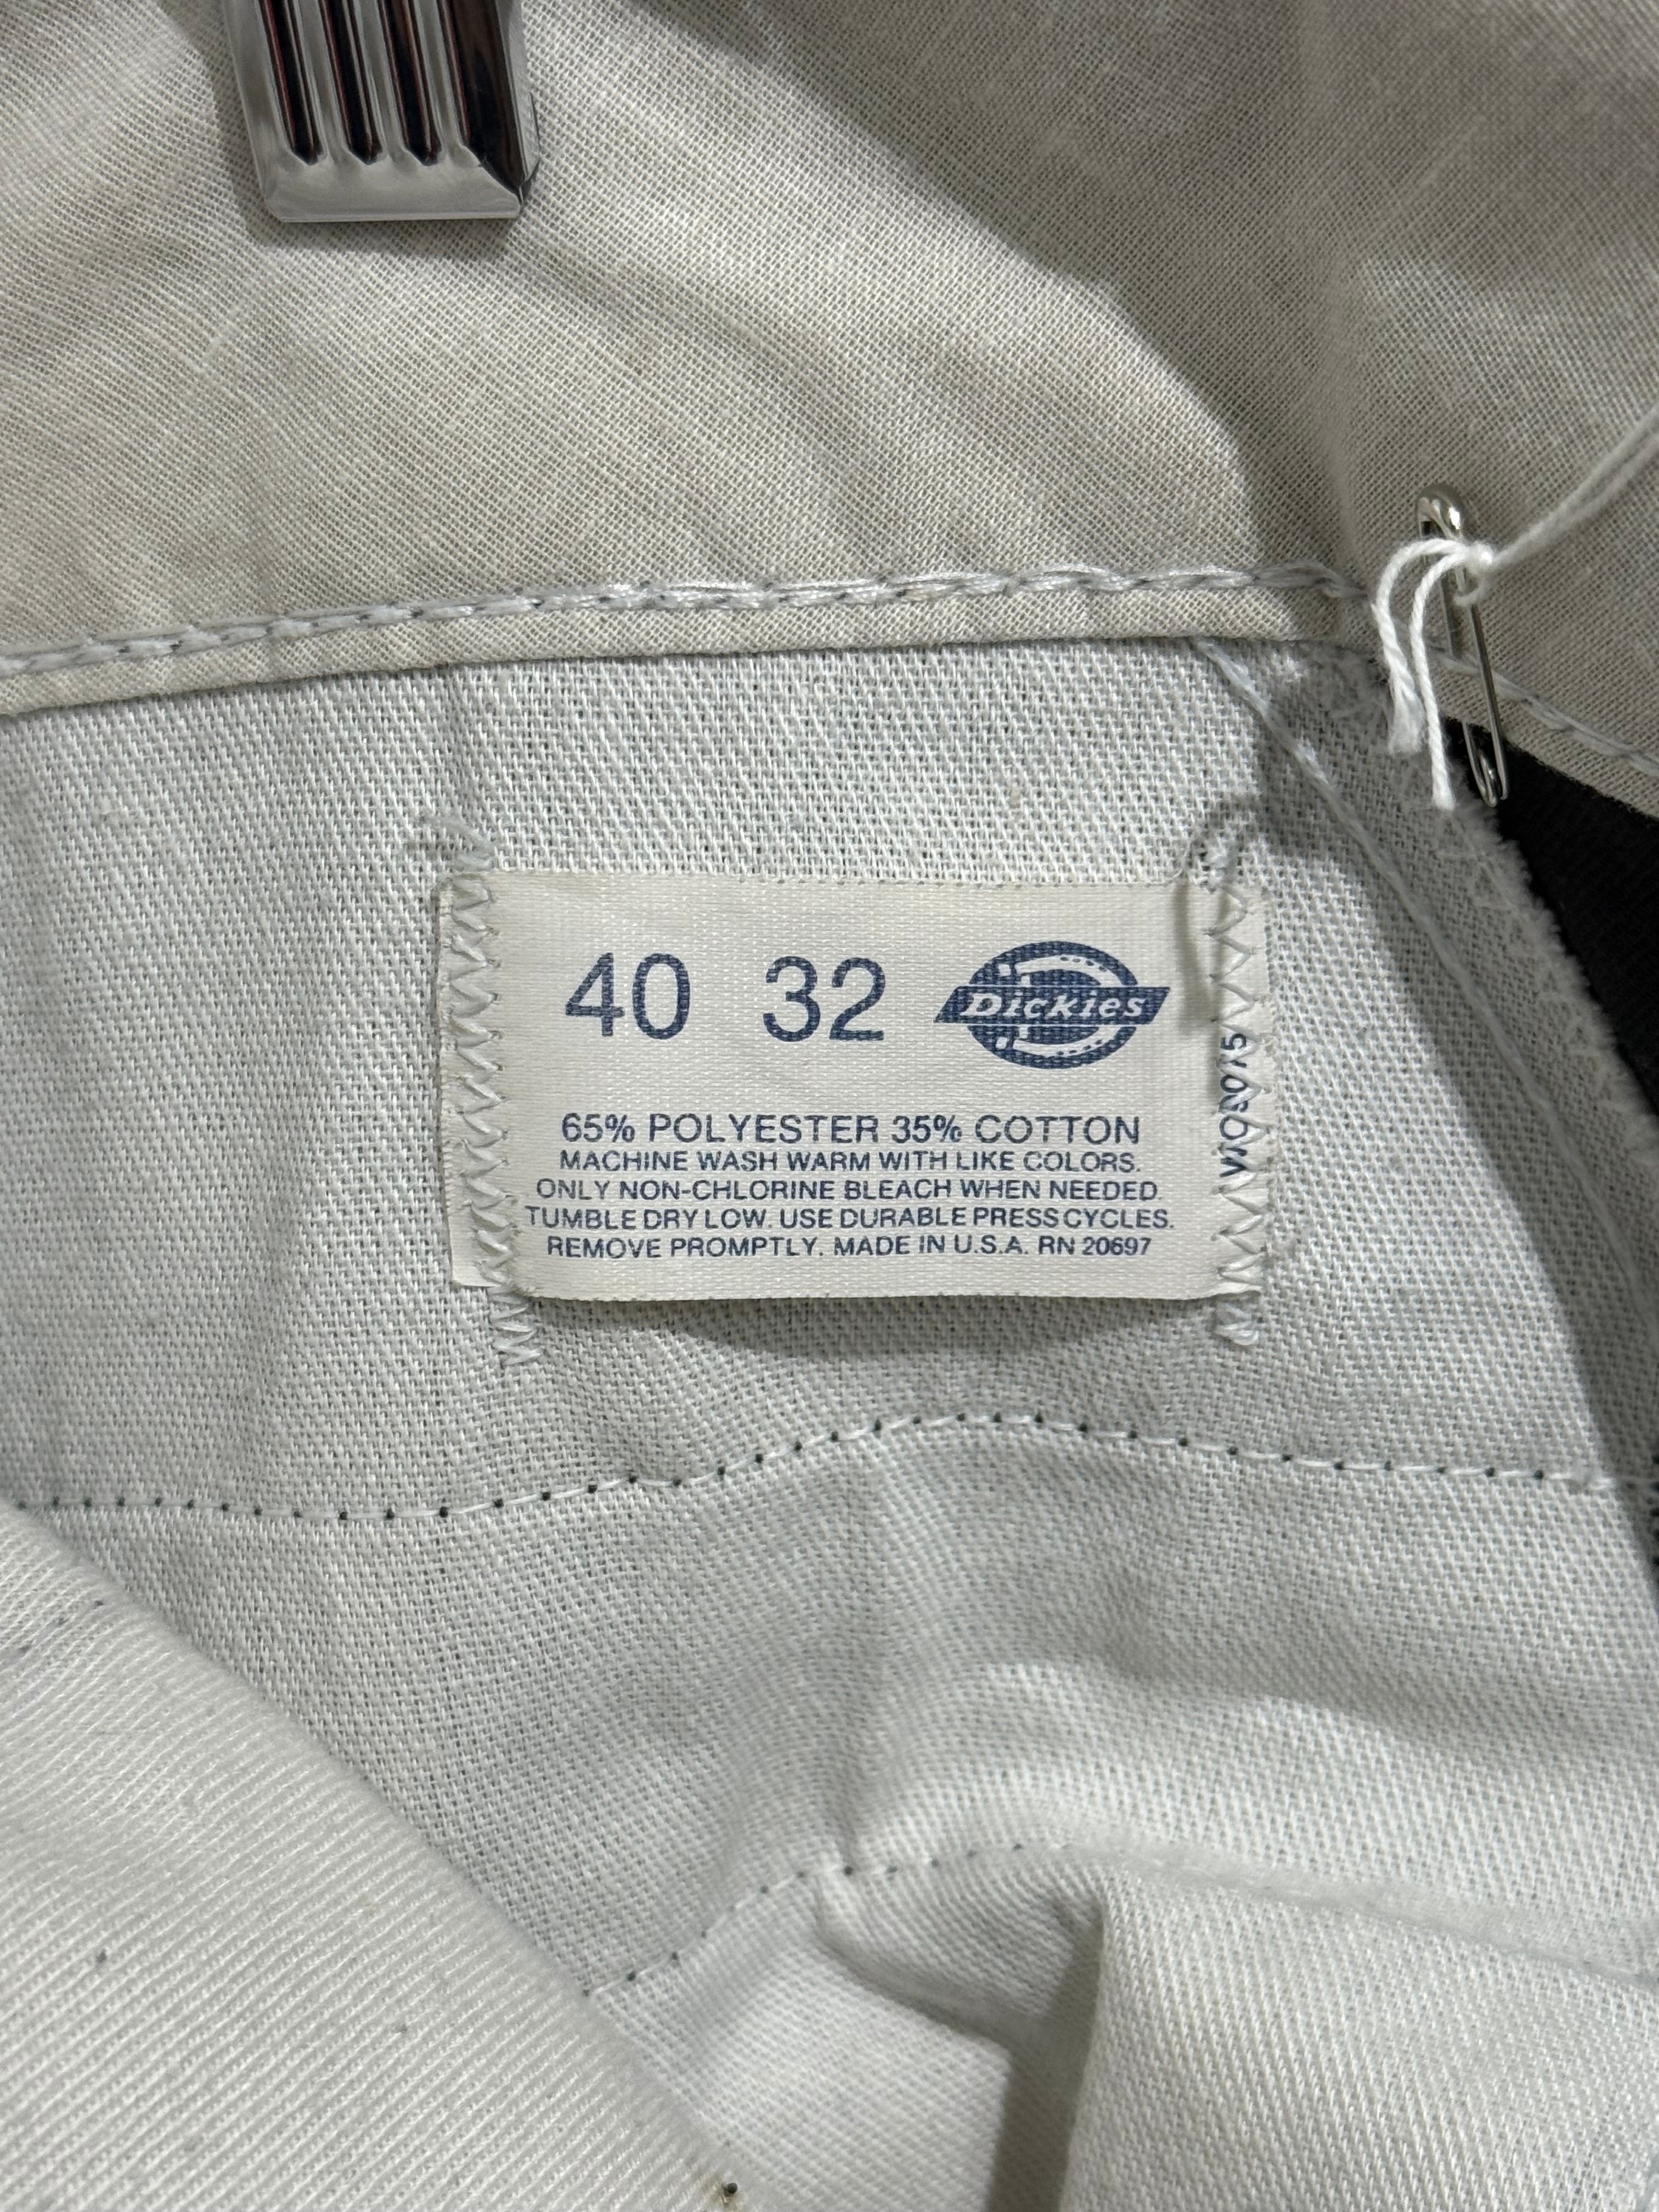 40 32 Dickies
65% POLYESTER 35% COTTON
MACHINE WASH WARM WITH LIKE COLORS.
ONLY NON-CHLORINE BLEACH WHEN NEEDED.
TUMBLE DRY LOW. USE DURABLE PRESS CYCLES.
REMOVE PROMPTLY. MADE IN U.S.A. RN 20697